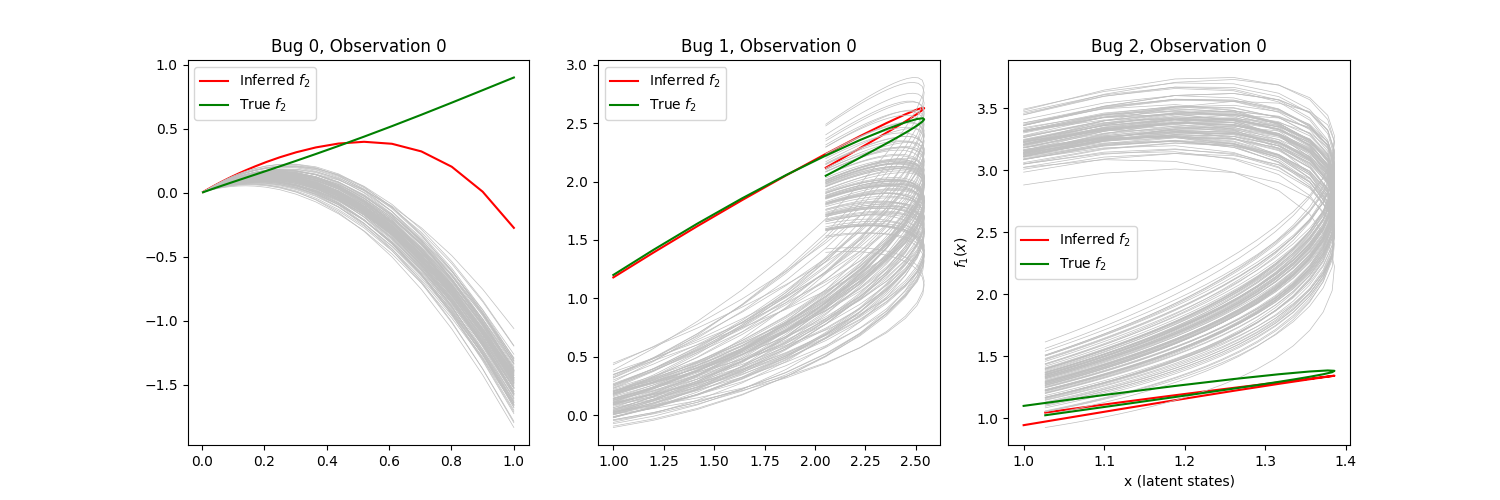 Bug 0, Observation 0
Inferred f₂
True f₂
1.0
0.5
0.0
−0.5
−1.0
−1.5
0.0 0.2 0.4 0.6 0.8 1.0
Bug 1, Observation 0
Inferred f₂
True f₂
3.0
2.5
2.0
1.5
1.0
0.5
0.0
1.00 1.25 1.50 1.75 2.00 2.25 2.50
Bug 2, Observation 0
3.5
3.0
2.5
2.0
1.5
1.0
f₁(x)
Inferred f₂
True f₂
1.0 1.1 1.2 1.3 1.4
x (latent states)